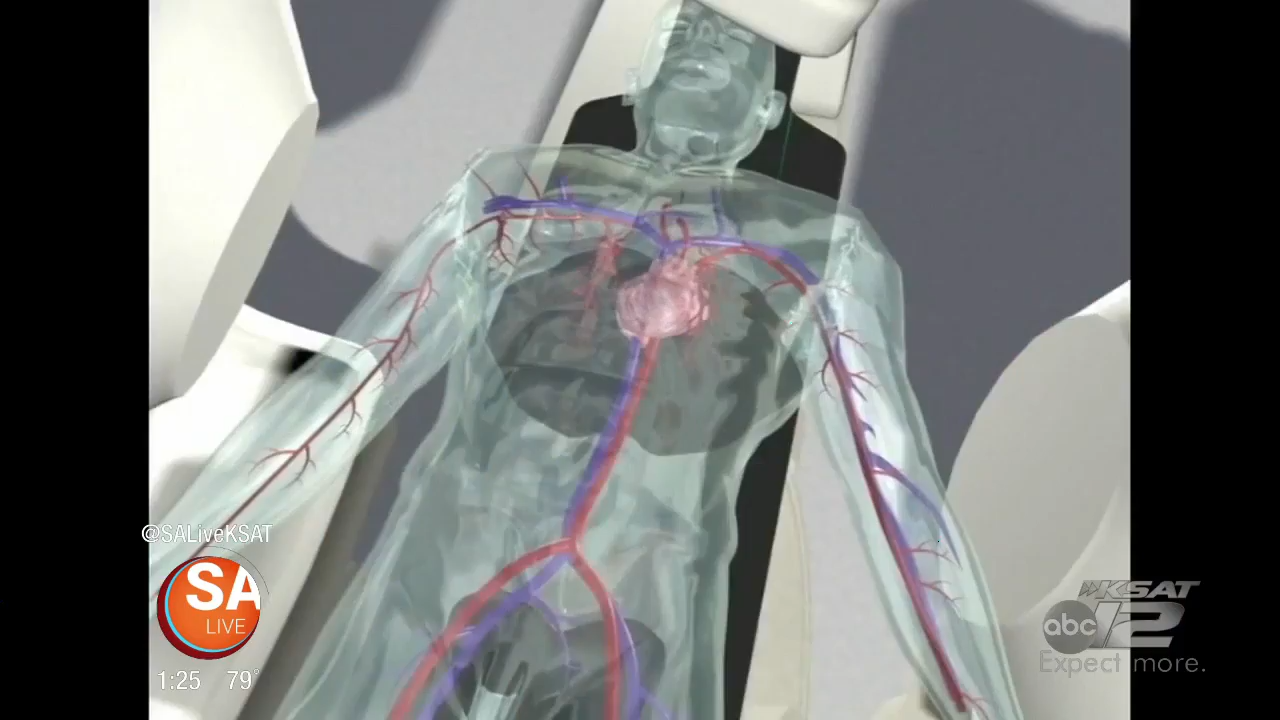 @SALiveKSAT
SA
LIVE
1:25 79°
KSAT
abc 12
Expect more.